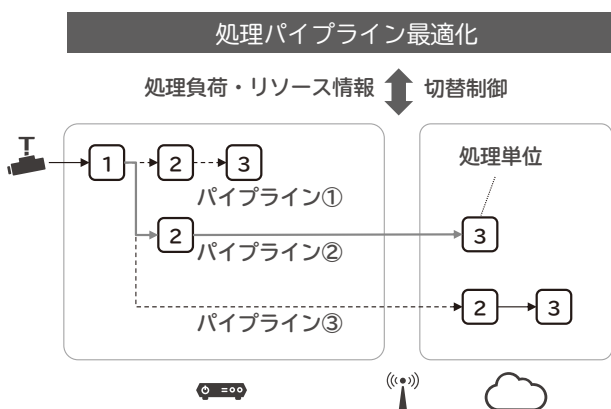 処理パイプライン最適化
処理負荷・リソース情報 切替制御
処理単位
1 2 3
パイプライン①
2 3
パイプライン②
2 3
パイプライン③